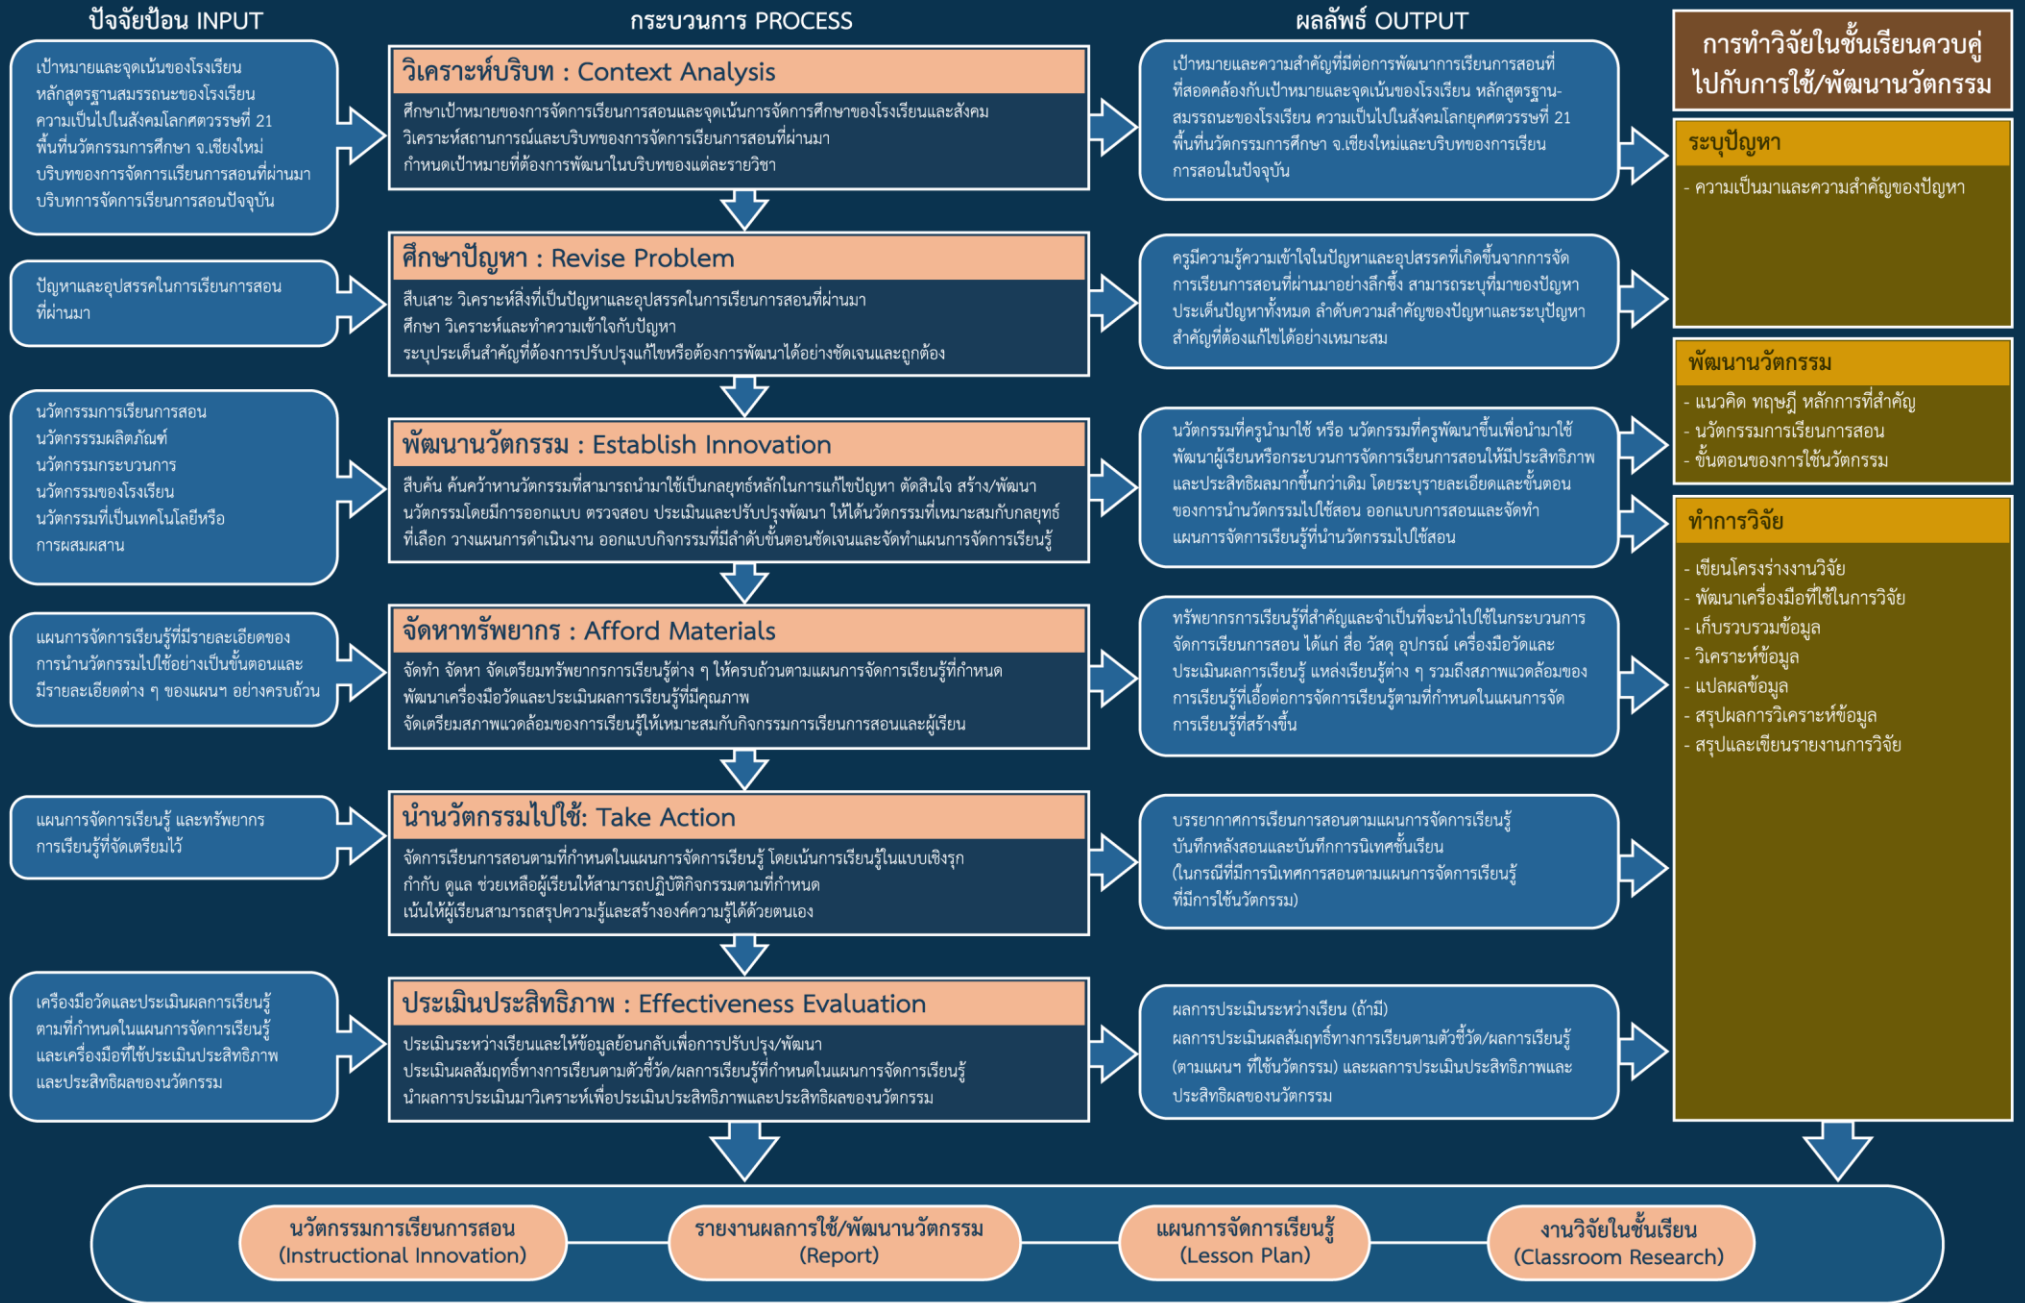 ปัจจัยป้อน INPUT
กระบวนการ PROCESS
ผลลัพธ์ OUTPUT
การทำวิจัยในชั้นเรียนควบคู่
ไปกับการใช้/พัฒนานวัตกรรม
เป้าหมายและจุดเน้นของโรงเรียน
หลักสูตรฐานสมรรถนะของโรงเรียน
ความเป็นไปในสังคมโลกศตวรรษที่ 21
พื้นที่นวัตกรรมการศึกษา จ.เชียงใหม่
บริบทของการจัดการแรียนการสอนที่ผ่านมา
บริบทการจัดการเรียนการสอนปัจจุบัน
วิเคราะห์บริบท : Context Analysis
ศึกษาเป้าหมายของการจัดการเรียนการสอนและจุดเน้นการจัดการศึกษาของโรงเรียนและสังคม
วิเคราะห์สถานการณ์และบริบทของการจัดการเรียนการสอนที่ผ่านมา
กำหนดเป้าหมายที่ต้องการพัฒนาในบริบทของแต่ละรายวิชา
เป้าหมายและความสำคัญที่มีต่อการพัฒนาการเรียนการสอนที่
ที่สอดคล้องกับเป้าหมายและจุดเน้นของโรงเรียน หลักสูตรฐาน-
สมรรถนะของโรงเรียน ความเป็นไปในสังคมโลกยุคศตวรรษที่ 21
พื้นที่นวัตกรรมการศึกษา จ.เชียงใหม่และบริบทของการเรียน
การสอนในปัจจุบัน
ระบุปัญหา
- ความเป็นมาและความสำคัญของปัญหา
ปัญหาและอุปสรรคในการเรียนการสอน
ที่ผ่านมา
ศึกษาปัญหา : Revise Problem
สืบเสาะ วิเคราะห์สิ่งที่เป็นปัญหาและอุปสรรคในการเรียนการสอนที่ผ่านมา
ศึกษา วิเคราะห์และทำความเข้าใจกับปัญหา
ระบุประเด็นสำคัญที่ต้องการปรับปรุงแก้ไขหรือต้องการพัฒนาได้อย่างชัดเจนและถูกต้อง
ครูมีความรู้ความเข้าใจในปัญหาและอุปสรรคที่เกิดขึ้นจากการจัด
การเรียนการสอนที่ผ่านมาอย่างลึกซึ้ง สามารถระบุที่มาของปัญหา
ประเด็นปัญหาทั้งหมด ลำดับความสำคัญของปัญหาและระบุปัญหา
สำคัญที่ต้องแก้ไขได้อย่างเหมาะสม
พัฒนานวัตกรรม
- แนวคิด ทฤษฎี หลักการที่สำคัญ
- นวัตกรรมการเรียนการสอน
- ขั้นตอนของการใช้นวัตกรรม
นวัตกรรมการเรียนการสอน
นวัตกรรรมผลิตภัณฑ์
นวัตกรรมกระบวนการ
นวัตกรรมของโรงเรียน
นวัตกรรมที่เป็นเทคโนโลยีหรือ
การผสมผสาน
พัฒนานวัตกรรม : Establish Innovation
สืบค้น ค้นคว้าหานวัตกรรมที่สามารถนำมาใช้เป็นกลยุทธ์หลักในการแก้ไขปัญหา ตัดสินใจ สร้าง/พัฒนา
นวัตกรรมโดยมีการออกแบบ ตรวจสอบ ประเมินและปรับปรุงพัฒนา ให้ได้นวัตกรรมที่เหมาะสมกับกลยุทธ์
ที่เลือก วางแผนการดำเนินงาน ออกแบบกิจกรรมที่มีลำดับขั้นตอนชัดเจนและจัดทำแผนการจัดการเรียนรู้
นวัตกรรมที่ครูนำมาใช้ หรือ นวัตกรรมที่ครูพัฒนาขึ้นเพื่อนำมาใช้
พัฒนาผู้เรียนหรือกระบวนการจัดการเรียนการสอนให้มีประสิทธิภาพ
และประสิทธิผลมากขึ้นกว่าเดิม โดยระบุรายละเอียดและขั้นตอน
ของการนำนวัตกรรมไปใช้สอน ออกแบบการสอนและจัดทำ
แผนการจัดการเรียนรู้ที่นำนวัตกรรมไปใช้สอน
ทำการวิจัย
- เขียนโครงร่างงานวิจัย
- พัฒนาเครื่องมือที่ใช้ในการวิจัย
- เก็บรวบรวมข้อมูล
- วิเคราะห์ข้อมูล
- แปลผลข้อมูล
- สรุปผลการวิเคราะห์ข้อมูล
- สรุปและเขียนรายงานการวิจัย
แผนการจัดการเรียนรู้ที่มีรายละเอียดของ
การนำนวัตกรรมไปใช้อย่างเป็นขั้นตอนและ
มีรายละเอียดต่าง ๆ ของแผนฯ อย่างครบถ้วน
จัดหาทรัพยากร : Afford Materials
จัดทำ จัดหา จัดเตรียมทรัพยากรการเรียนรู้ต่าง ๆ ให้ครบถ้วนตามแผนการจัดการเรียนรู้ที่กำหนด
พัฒนาเครื่องมือวัดและประเมินผลการเรียนรู้ที่มีคุณภาพ
จัดเตรียมสภาพแวดล้อมของการเรียนรู้ให้เหมาะสมกับกิจกรรมการเรียนการสอนและผู้เรียน
ทรัพยากรการเรียนรู้ที่สำคัญและจำเป็นที่จะนำไปใช้ในกระบวนการ
จัดการเรียนการสอน ได้แก่ สื่อ วัสดุ อุปกรณ์ เครื่องมือวัดและ
ประเมินผลการเรียนรู้ แหล่งเรียนรู้ต่าง ๆ รวมถึงสภาพแวดล้อมของ
การเรียนรู้ที่เอื้อต่อการจัดการเรียนรู้ตามที่กำหนดในแผนการจัด
การเรียนรู้ที่สร้างขึ้น
แผนการจัดการเรียนรู้ และทรัพยากร
การเรียนรู้ที่จัดเตรียมไว้
นำนวัตกรรมไปใช้: Take Action
จัดการเรียนการสอนตามที่กำหนดในแผนการจัดการเรียนรู้ โดยเน้นการเรียนรู้ในแบบเชิงรุก
กำกับ ดูแล ช่วยเหลือผู้เรียนให้สามารถปฏิบัติกิจกรรมตามที่กำหนด
เน้นให้ผู้เรียนสามารถสรุปความรู้และสร้างองค์ความรู้ได้ด้วยตนเอง
บรรยากาศการเรียนการสอนตามแผนการจัดการเรียนรู้
บันทึกหลังสอนและบันทึกการนิเทศชั้นเรียน
(ในกรณีที่มีการนิเทศการสอนตามแผนการจัดการเรียนรู้
ที่มีการใช้นวัตกรรม)
เครื่องมือวัดและประเมินผลการเรียนรู้
ตามที่กำหนดในแผนการจัดการเรียนรู้
และเครื่องมือที่ใช้ประเมินประสิทธิภาพ
และประสิทธิผลของนวัตกรรม
ประเมินประสิทธิภาพ : Effectiveness Evaluation
ประเมินระหว่างเรียนและให้ข้อมูลย้อนกลับเพื่อการปรับปรุง/พัฒนา
ประเมินผลสัมฤทธิ์ทางการเรียนตามตัวชี้วัด/ผลการเรียนรู้ที่กำหนดในแผนการจัดการเรียนรู้
นำผลการประเมินมาวิเคราะห์เพื่อประเมินประสิทธิภาพและประสิทธิผลของนวัตกรรม
ผลการประเมินระหว่างเรียน (ถ้ามี)
ผลการประเมินผลสัมฤทธิ์ทางการเรียนตามตัวชี้วัด/ผลการเรียนรู้
(ตามแผนฯ ที่ใช้นวัตกรรม) และผลการประเมินประสิทธิภาพและ
ประสิทธิผลของนวัตกรรม
นวัตกรรมการเรียนการสอน
(Instructional Innovation)
รายงานผลการใช้/พัฒนานวัตกรรม
(Report)
แผนการจัดการเรียนรู้
(Lesson Plan)
งานวิจัยในชั้นเรียน
(Classroom Research)